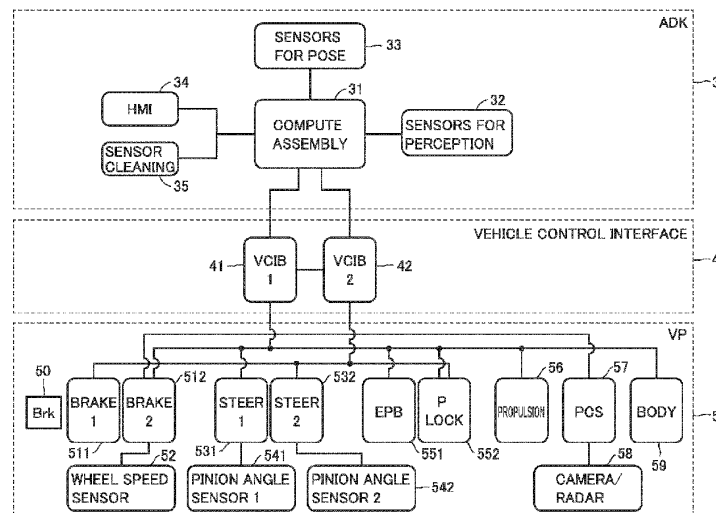 ADK
SENSORS
FOR POSE
33
3
34
HMI
31
COMPUTE
ASSEMBLY
32
SENSORS FOR
PERCEPTION
SENSOR
CLEANING
35
VEHICLE CONTROL INTERFACE
4
41
VCIB
1
VCIB
2
42
VP
5
50
Brk
BRAKE
1
511
BRAKE
2
512
STEER
1
531
STEER
2
532
EPB
551
P
LOCK
552
PROPULSION
56
PCS
57
BODY
59
WHEEL SPEED
SENSOR
52
PINION ANGLE
SENSOR 1
541
PINION ANGLE
SENSOR 2
542
CAMERA/
RADAR
58